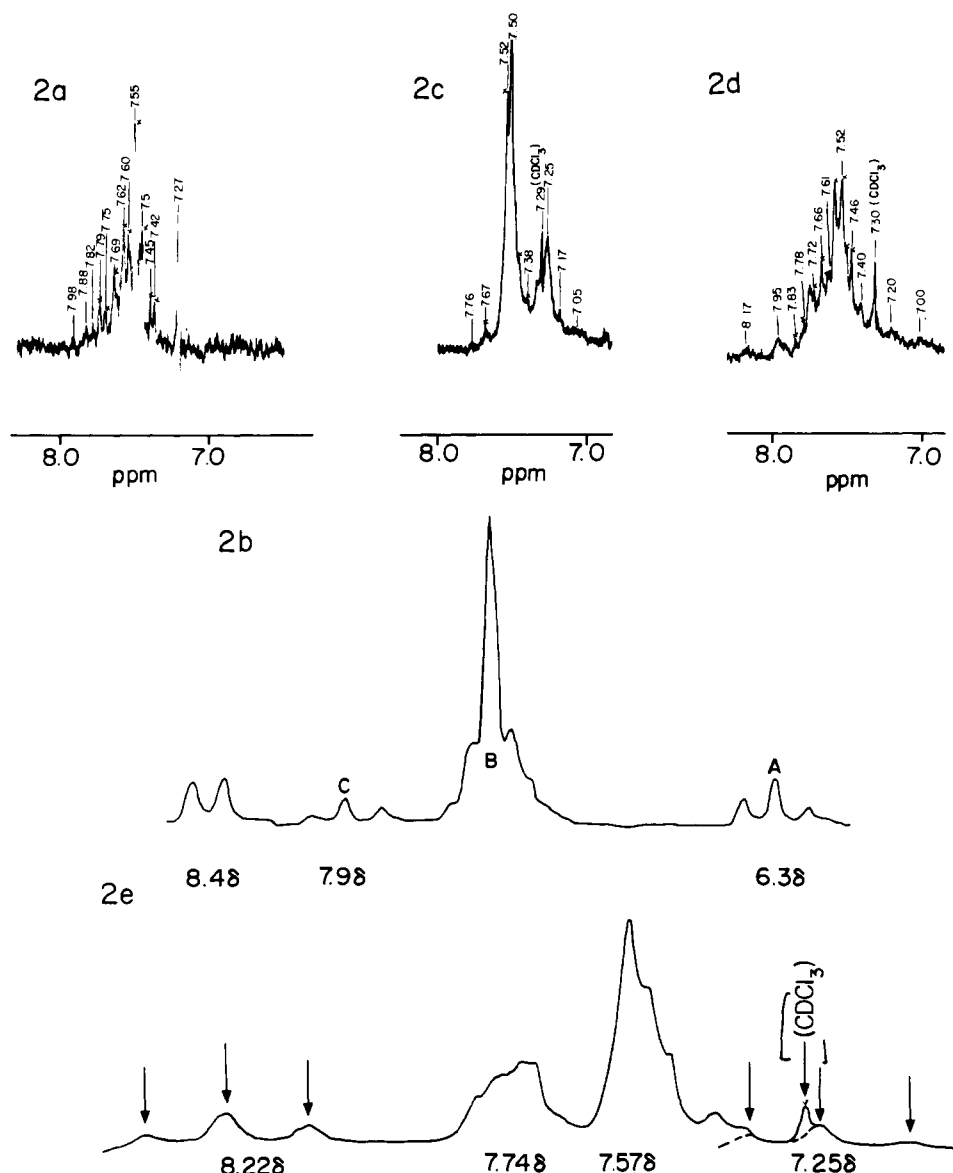 2a
7.98
7.88
7.82
7.79
7.75
7.69
7.62
7.60
7.55
7.5
7.45
7.42
7.27
8.0
7.0
ppm
2c
7.76
7.67
7.52
7.50
7.38
7.29 (CDCl3)
7.25
7.17
7.05
8.0
7.0
ppm
2d
8.17
7.95
7.83
7.78
7.72
7.66
7.61
7.52
7.46
7.40
7.30 (CDCl3)
7.20
7.00
8.0
7.0
ppm
2b
C
B
A
8.4δ
7.9δ
6.3δ
2e
(CDCl3)
8.22δ
7.74δ
7.57δ
7.25δ